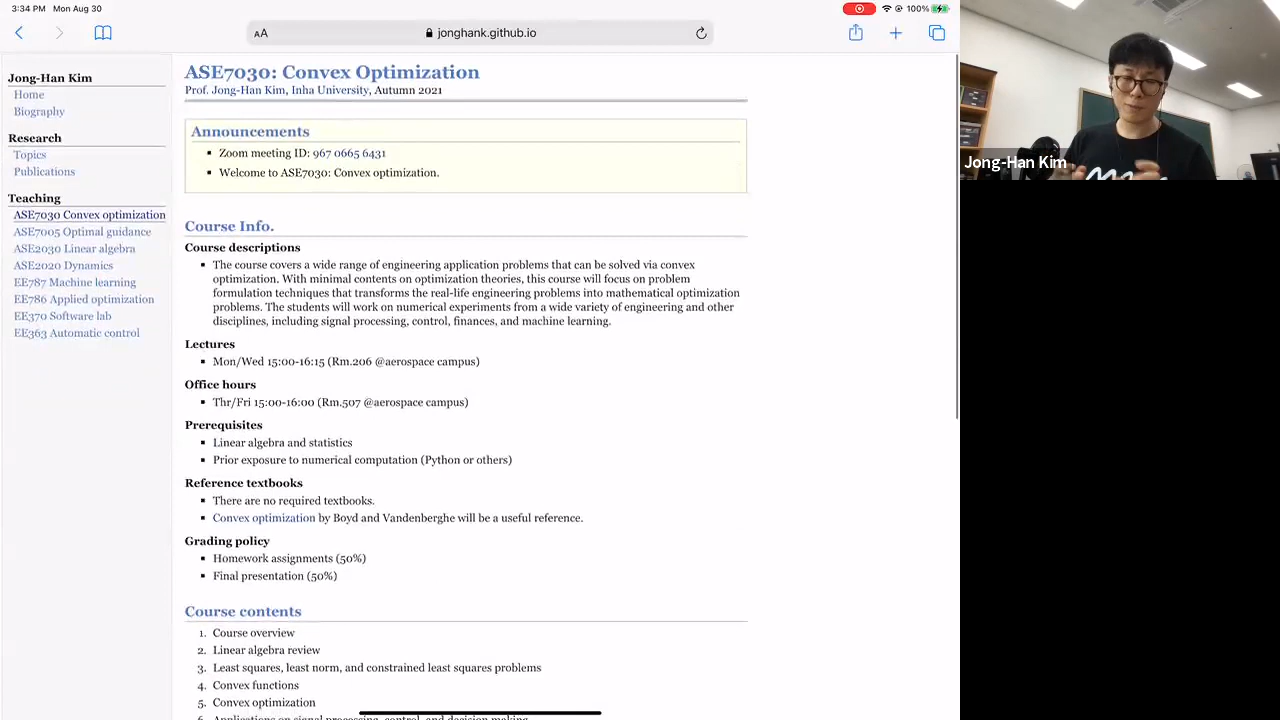 3:34 PM Mon Aug 30
100%
AA
jonghank.github.io
Jong-Han Kim
Home
Biography
Research
Topics
Publications
Teaching
ASE7030 Convex optimization
ASE7005 Optimal guidance
ASE2030 Linear algebra
ASE2020 Dynamics
EE787 Machine learning
EE786 Applied optimization
EE370 Software lab
EE363 Automatic control
ASE7030: Convex Optimization
Prof. Jong-Han Kim, Inha University, Autumn 2021
Announcements
Zoom meeting ID: 967 0665 6431
Welcome to ASE7030: Convex optimization.
Course Info.
Course descriptions
The course covers a wide range of engineering application problems that can be solved via convex
optimization. With minimal contents on optimization theories, this course will focus on problem
formulation techniques that transforms the real-life engineering problems into mathematical optimization
problems. The students will work on numerical experiments from a wide variety of engineering and other
disciplines, including signal processing, control, finances, and machine learning.
Lectures
Mon/Wed 15:00-16:15 (Rm.206 @aerospace campus)
Office hours
Thr/Fri 15:00-16:00 (Rm.507 @aerospace campus)
Prerequisites
Linear algebra and statistics
Prior exposure to numerical computation (Python or others)
Reference textbooks
There are no required textbooks.
Convex optimization by Boyd and Vandenberghe will be a useful reference.
Grading policy
Homework assignments (50%)
Final presentation (50%)
Course contents
1. Course overview
2. Linear algebra review
3. Least squares, least norm, and constrained least squares problems
4. Convex functions
5. Convex optimization
6. Applications on signal processing, control, and decision making
Jong-Han Kim